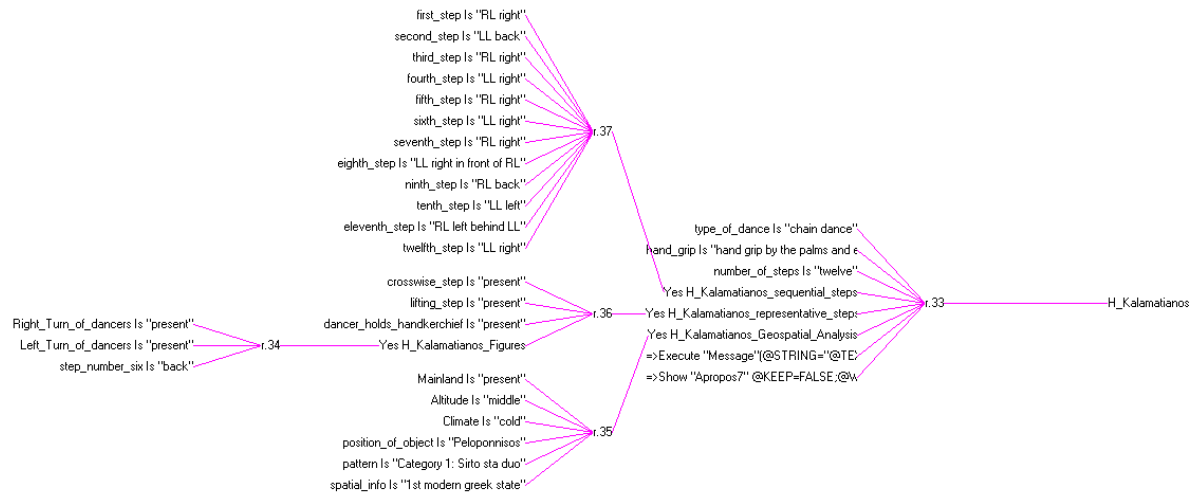 first_step Is "RL right"
second_step Is "LL back"
third_step Is "RL right"
fourth_step Is "LL right"
fifth_step Is "RL right"
sixth_step Is "LL right"
seventh_step Is "RL right"
eighth_step Is "LL right in front of RL"
ninth_step Is "RL back"
tenth_step Is "LL left"
eleventh_step Is "RL left behind LL"
twelfth_step Is "LL right"
r.37
crosswise_step Is "present"
lifting_step Is "present"
dancer_holds_handkerchief Is "present"
Yes H_Kalamatianos_Figures
r.36
Right_Turn_of_dancers Is "present"
Left_Turn_of_dancers Is "present"
step_number_six Is "back"
r.34
Mainland Is "present"
Altitude Is "middle"
Climate Is "cold"
position_of_object Is "Peloponnisos"
pattern Is "Category 1: Sirto sta duo"
spatial_info Is "1st modern greek state"
r.35
type_of_dance Is "chain dance"
hand_grip Is "hand grip by the palms and e
number_of_steps Is "twelve"
Yes H_Kalamatianos_sequential_steps
Yes H_Kalamatianos_representative_steps
Yes H_Kalamatianos_Geospatial_Analysis
=>Execute "Message"(@STRING="@TE
=>Show "Apropos7" @KEEP=FALSE;@W
r.33
H_Kalamatianos